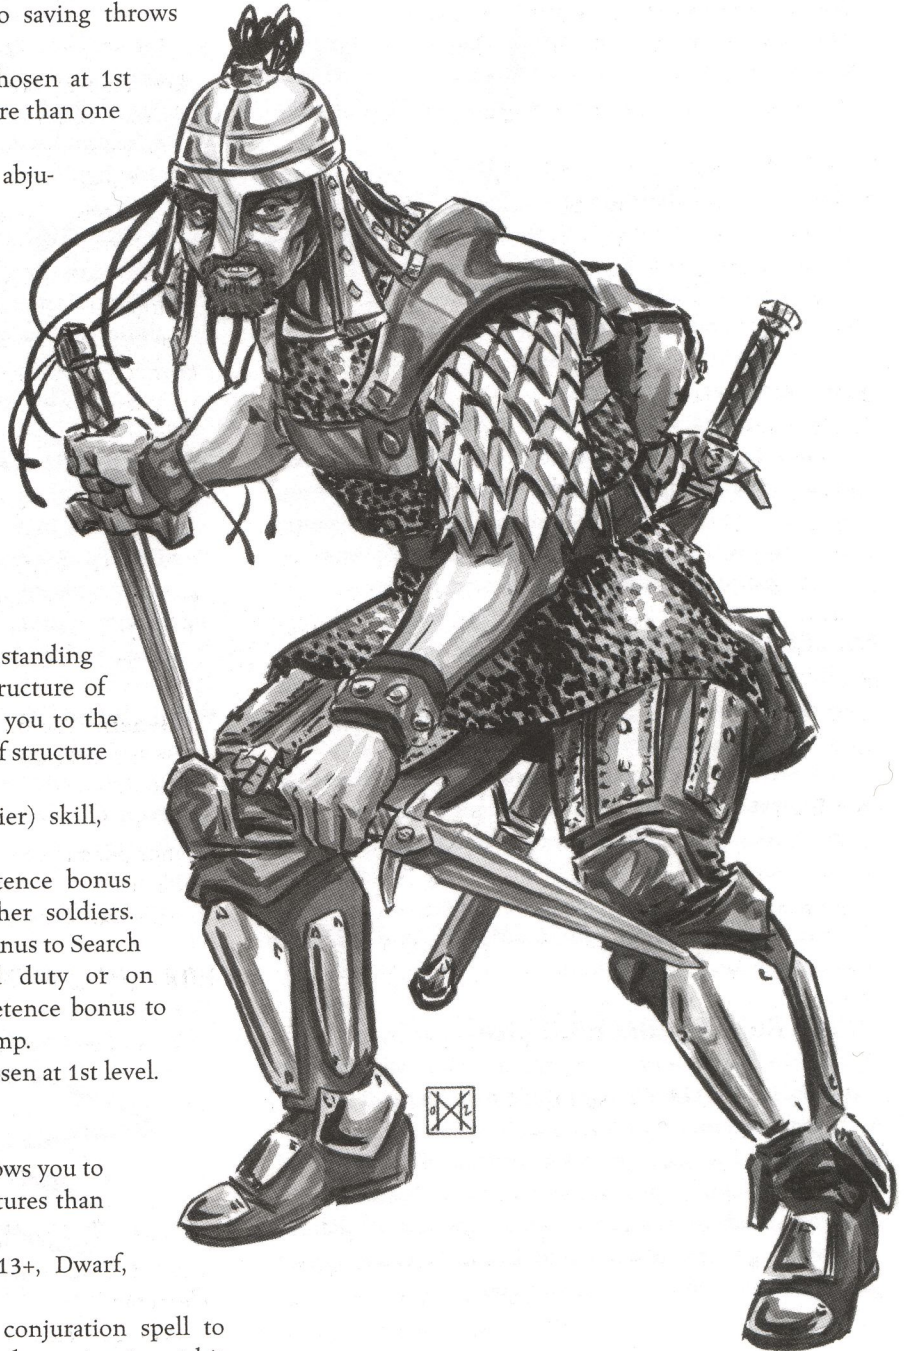 o saving throws
hosen at 1st
re than one
abju-
standing
ructure of
you to the
f structure
ier) skill,
tence bonus
her soldiers.
nus to Search
duty or on
etence bonus to
mp.
sen at 1st level.
ows you to
tures than
13+, Dwarf,
conjuration spell to
02